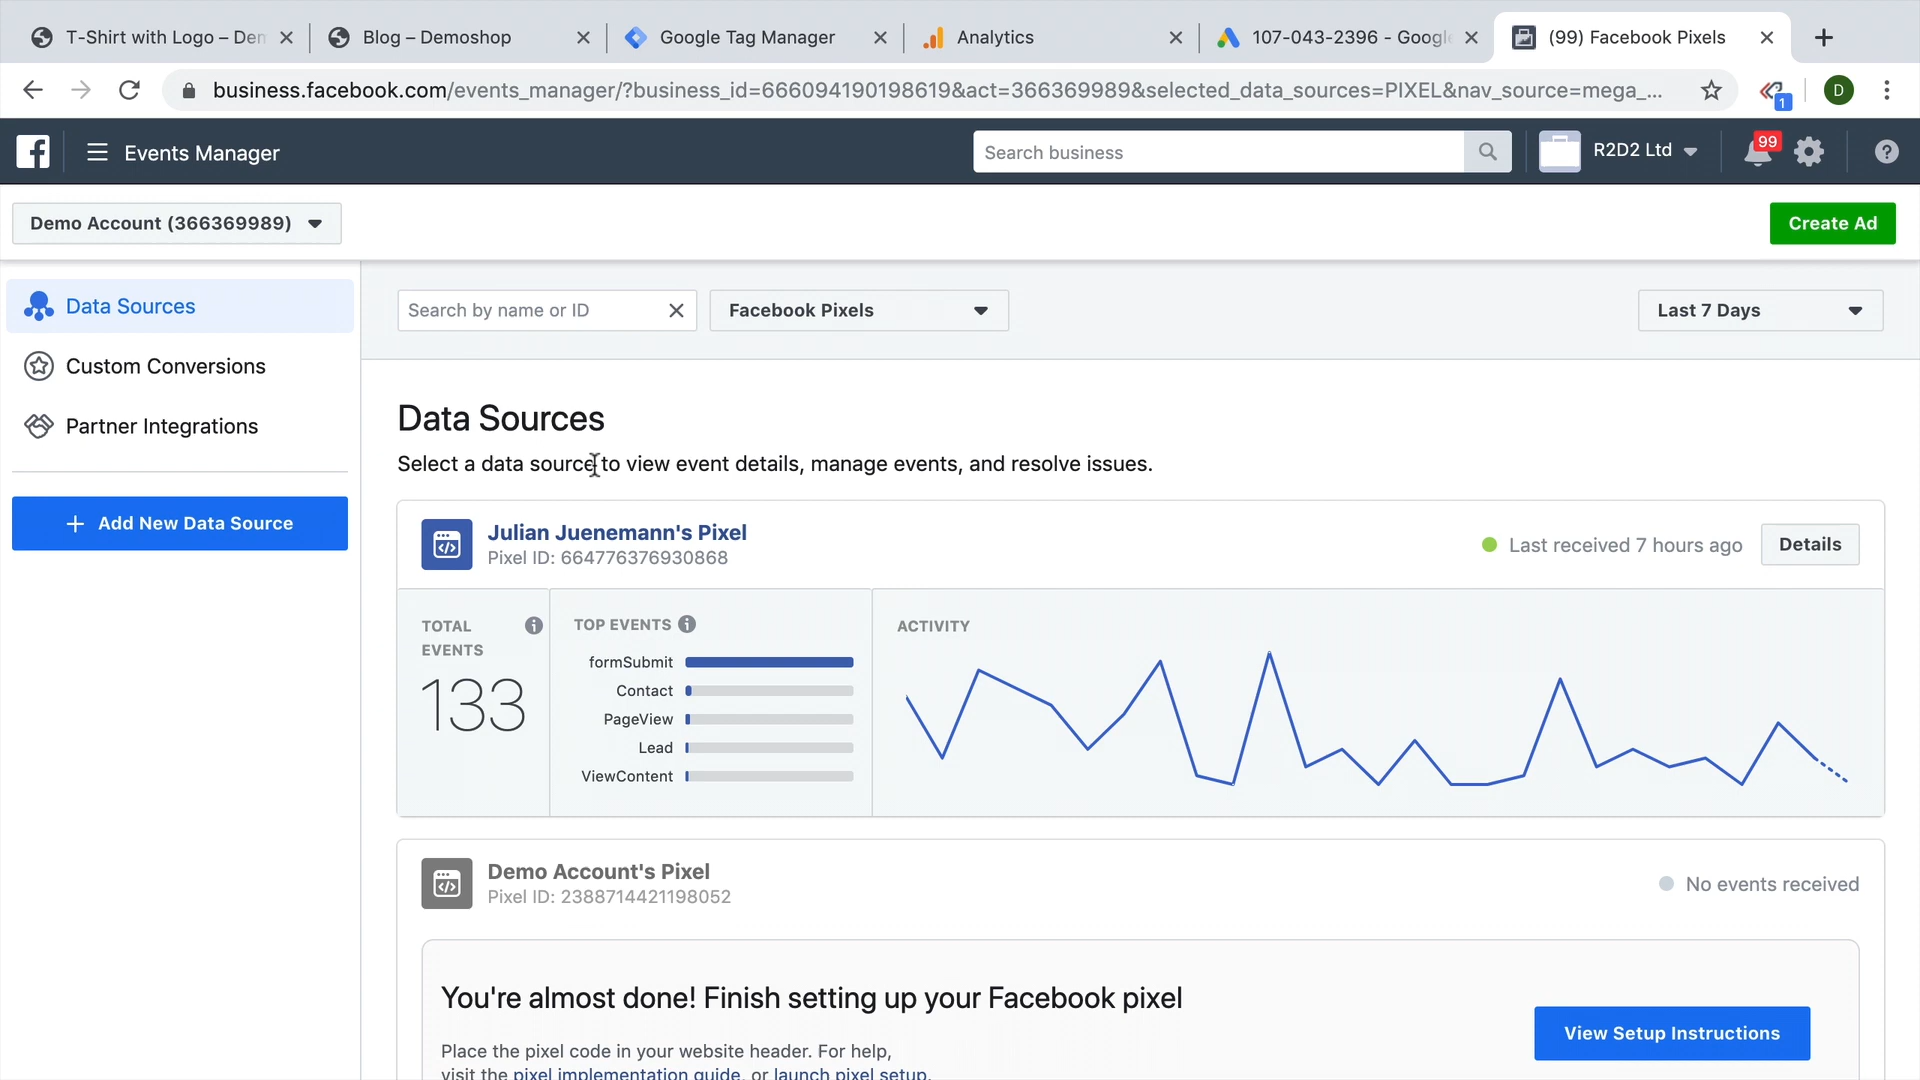 T-Shirt with Logo – Dem
Blog – Demoshop
Google Tag Manager
Analytics
107-043-2396 - Google
(99) Facebook Pixels
business.facebook.com/events_manager/?business_id=666094190198619&act=366369989&selected_data_sources=PIXEL&nav_source=mega_...
1
D
Events Manager
Search business
R2D2 Ltd
99
Demo Account (366369989)
Create Ad
Data Sources
Custom Conversions
Partner Integrations
+ Add New Data Source
Search by name or ID
Facebook Pixels
Last 7 Days
Data Sources
Select a data source to view event details, manage events, and resolve issues.
Julian Juenemann's Pixel
Pixel ID: 664776376930868
Last received 7 hours ago
Details
TOTAL
EVENTS
133
TOP EVENTS
formSubmit
Contact
PageView
Lead
ViewContent
ACTIVITY
Demo Account's Pixel
Pixel ID: 2388714421198052
No events received
You're almost done! Finish setting up your Facebook pixel
Place the pixel code in your website header. For help,
visit the pixel implementation guide, or launch pixel setup.
View Setup Instructions